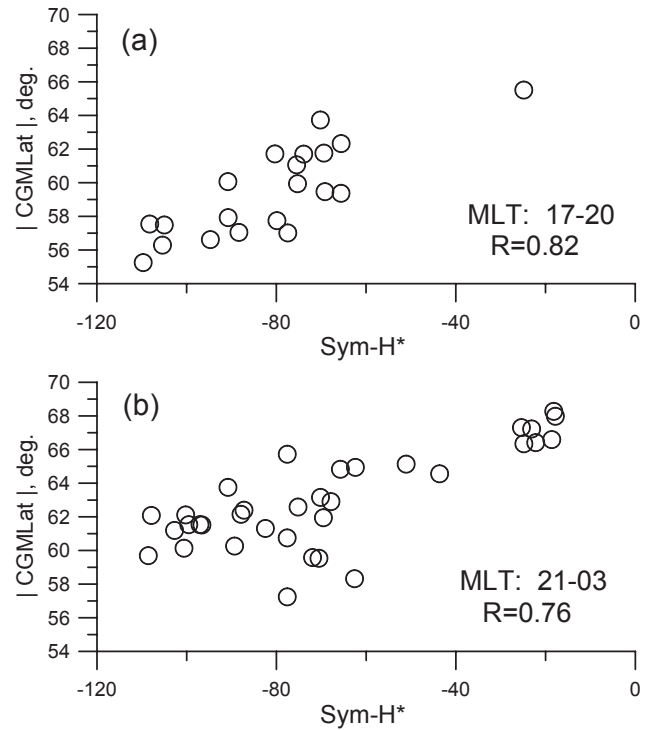 (a)
| CGMLat |, deg.
70
68
66
64
62
60
58
56
54
MLT: 17-20
R=0.82
-120
-80
-40
0
Sym-H*
(b)
| CGMLat |, deg.
70
68
66
64
62
60
58
56
54
MLT: 21-03
R=0.76
-120
-80
-40
0
Sym-H*